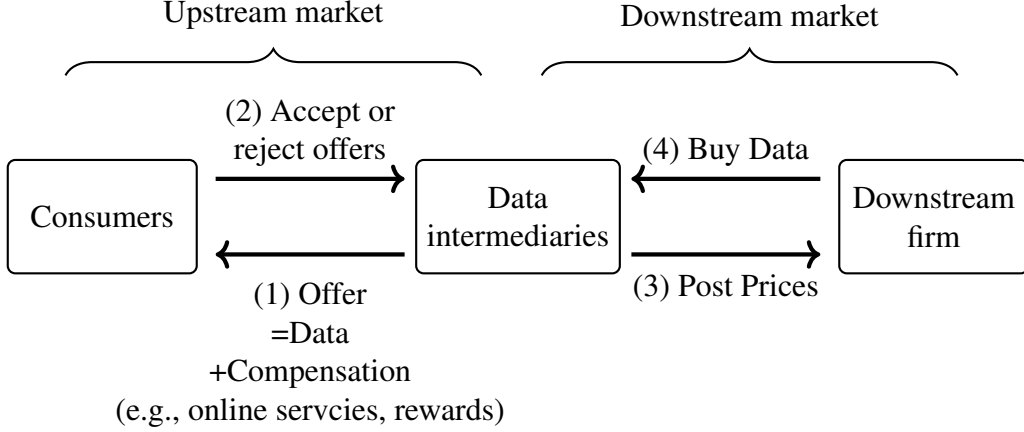 Upstream market
Downstream market
(2) Accept or
reject offers
(4) Buy Data
Consumers
Data
intermediaries
Downstream
firm
(1) Offer
=Data
+Compensation
(e.g., online servcies, rewards)
(3) Post Prices